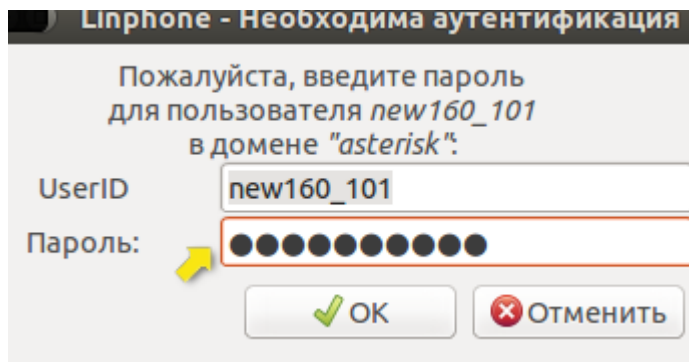 Linphone - Необходима аутентификация
Пожалуйста, введите пароль
для пользователя new160_101
в домене "asterisk":
UserID new160_101
Пароль: ●●●●●●●●●●
OK Отменить